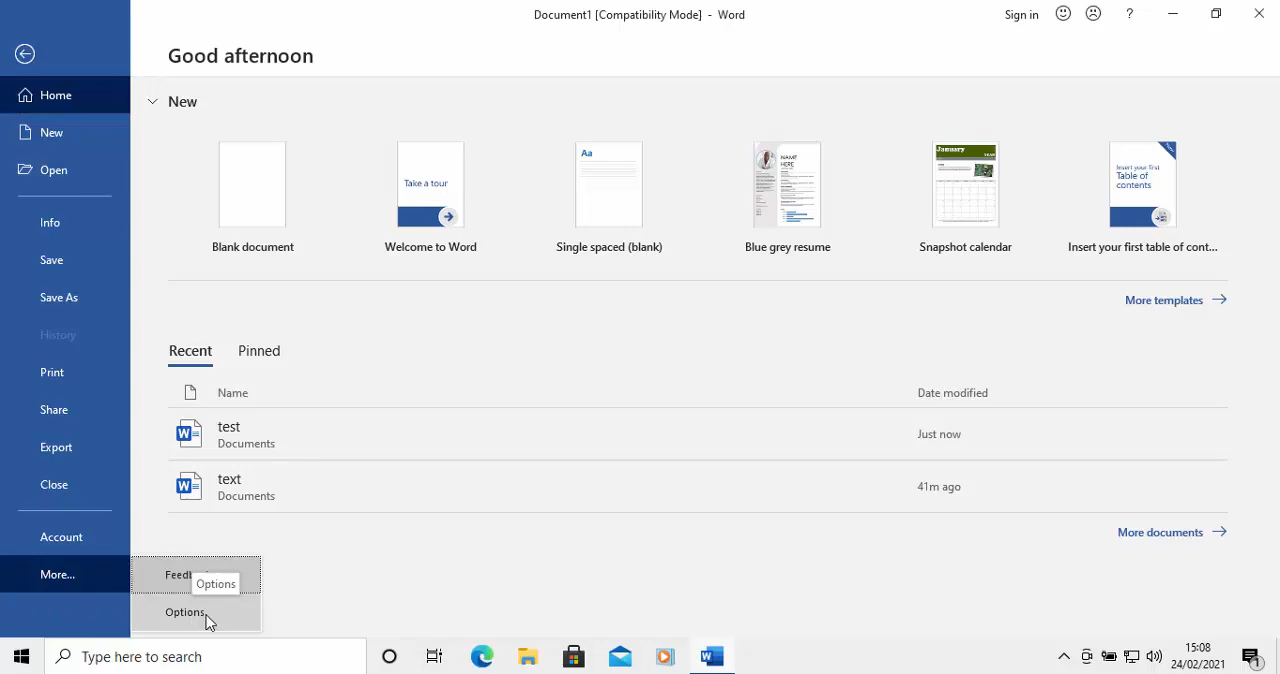 Document1 [Compatibility Mode] - Word
Sign in
?
Good afternoon
Home
New
Open
Info
Save
Save As
History
Print
Share
Export
Close
Account
More...
Options
Options
New
Aa
Take a tour
NAME
HERE
January
Insert your first
Table of
contents
Blank document
Welcome to Word
Single spaced (blank)
Blue grey resume
Snapshot calendar
Insert your first table of cont...
More templates
Recent
Pinned
Name
Date modified
W
test
Documents
Just now
W
text
Documents
41m ago
More documents
Type here to search
W
15:08
24/02/2021
1